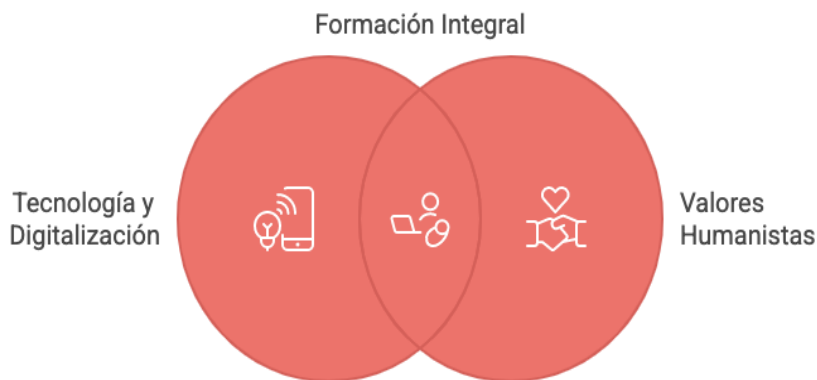 Formación Integral
Tecnología y
Digitalización
Valores
Humanistas